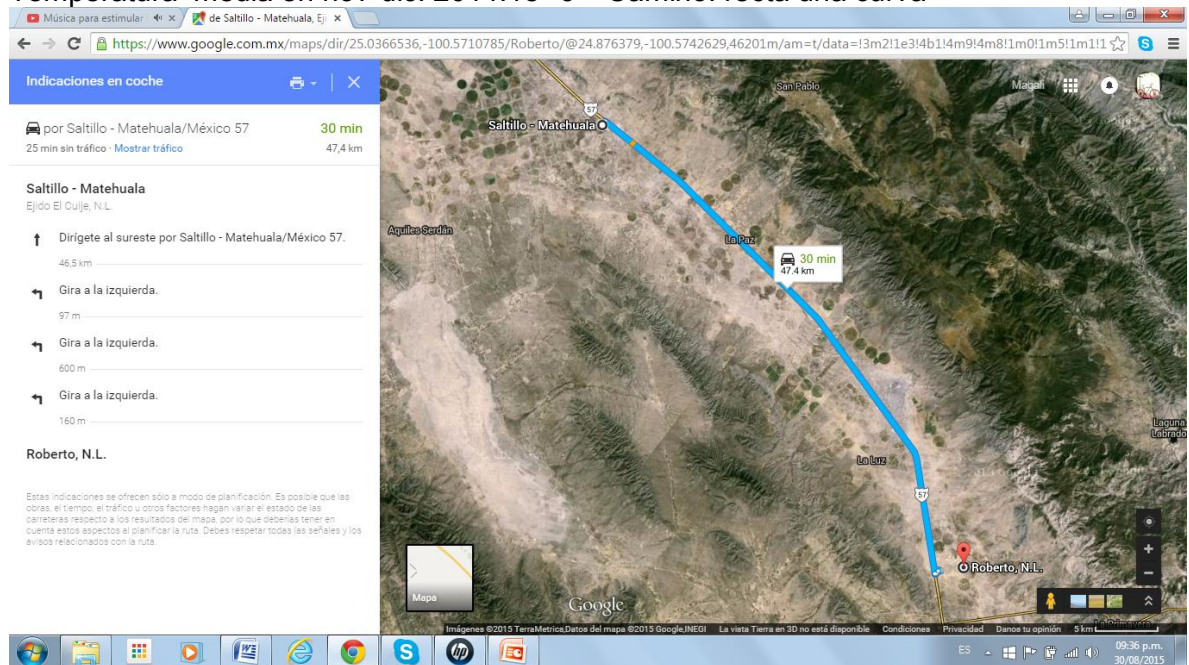 Música para estimular
de Saltillo - Matehuala, Eji
https://www.google.com.mx/maps/dir/25.0366536,-100.5710785/Roberto/@24.876379,-100.5742629,46201m/am=t/data=!3m2!1e3!4b1!4m9!4m8!1m0!1m5!1m1!1
Indicaciones en coche
por Saltillo - Matehuala/México 57 30 min
25 min sin tráfico · Mostrar tráfico 47,4 km
Saltillo - Matehuala
Ejido El Cuije, N.L.
Dirígete al sureste por Saltillo - Matehuala/México 57.
46,5 km
Gira a la izquierda.
97 m
Gira a la izquierda.
600 m
Gira a la izquierda.
160 m
Roberto, N.L.
Estas indicaciones se ofrecen sólo a modo de planificación. Es posible que las
obras, el tiempo, el tráfico u otros factores hagan variar el estado de las
carreteras respecto a los resultados del mapa, por lo que deberías tener en
cuenta estos aspectos al planificar la ruta. Debes respetar todas las señales y los
avisos relacionados con la ruta.
San Pablo
Magali
57
Saltillo - Matehuala
Aquiles Serdán
La Paz
30 min
47.4 km
Laguna
Labrado
La Luz
57
Roberto, N.L.
Mapa
Google
La Primavera
Imágenes ©2015 TerraMetrics,Datos del mapa ©2015 Google,INEGI La vista Tierra en 3D no está disponible Condiciones Privacidad Danos tu opinión 5 km
ES
09:36 p.m.
30/08/2015